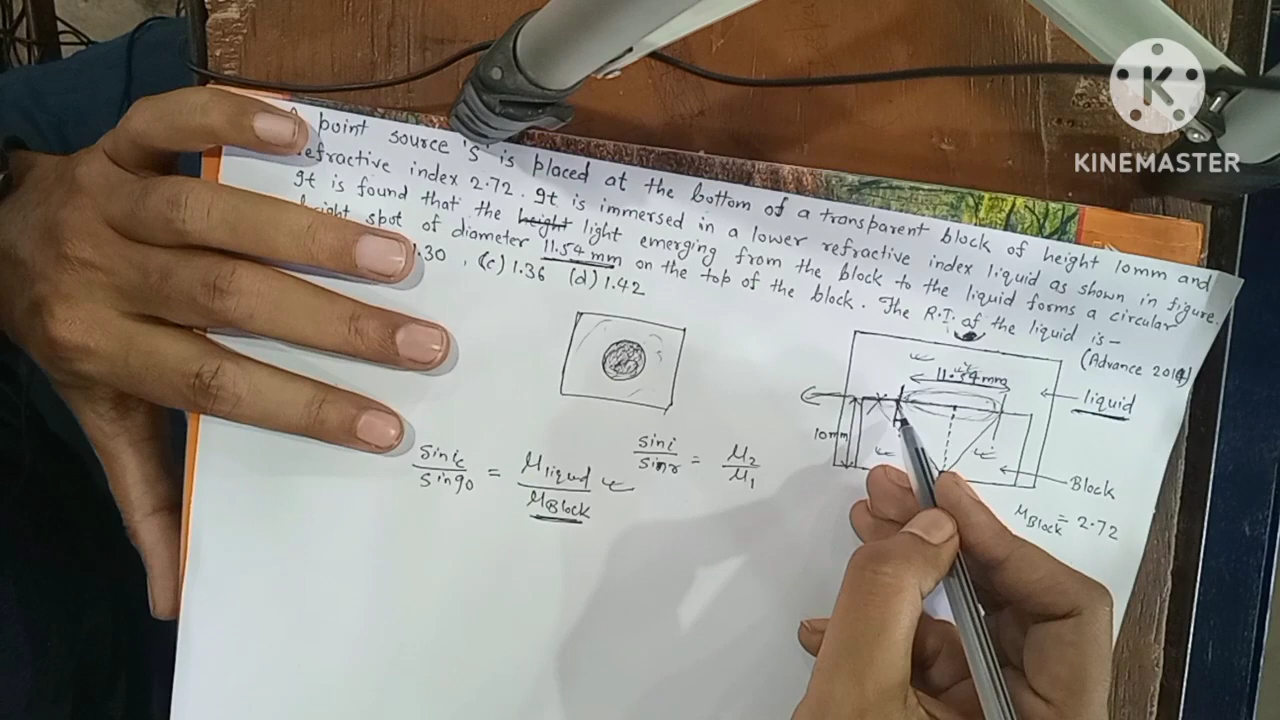 point source 'S' is placed at the bottom of a transparent block of height 10mm and
refractive index 2.72. It is immersed in a lower refractive index liquid as shown in figure.
It is found that the height light emerging from the block to the liquid forms a circular
bright spot of diameter 11.54 mm on the top of the block. The R.I. of the liquid is-
.30 , (c) 1.36 (d) 1.42
(Advance 2014)
11.54 mm
liquid
10mm
Block
μBlock = 2.72
sin ic / sin 90 = μliquid / μBlock
sin i / sin r = μ2 / μ1
K
KINEMASTER